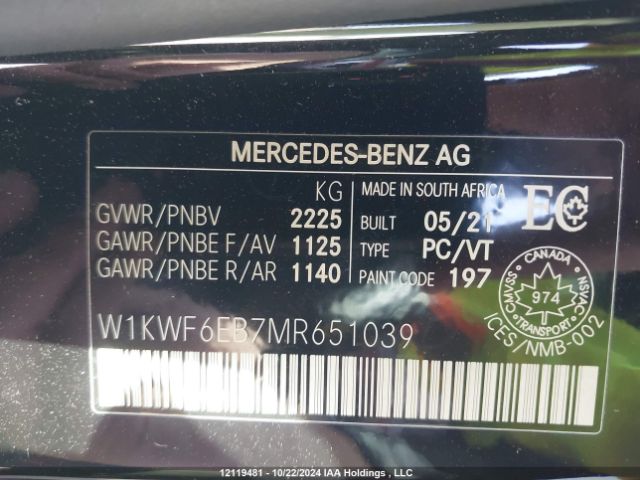 MERCEDES-BENZ AG
KG
GVWR/PNBV 2225
GAWR/PNBE F/AV 1125
GAWR/PNBE R/AR 1140
MADE IN SOUTH AFRICA
BUILT 05/21
TYPE PC/VT
PAINT CODE 197
EC
CANADA
CMVSS 974 NSVAC
TRANSPORT
ICES/NMB-002
W1KWF6EB7MR651039
12119481 - 10/22/2024 IAA Holdings , LLC